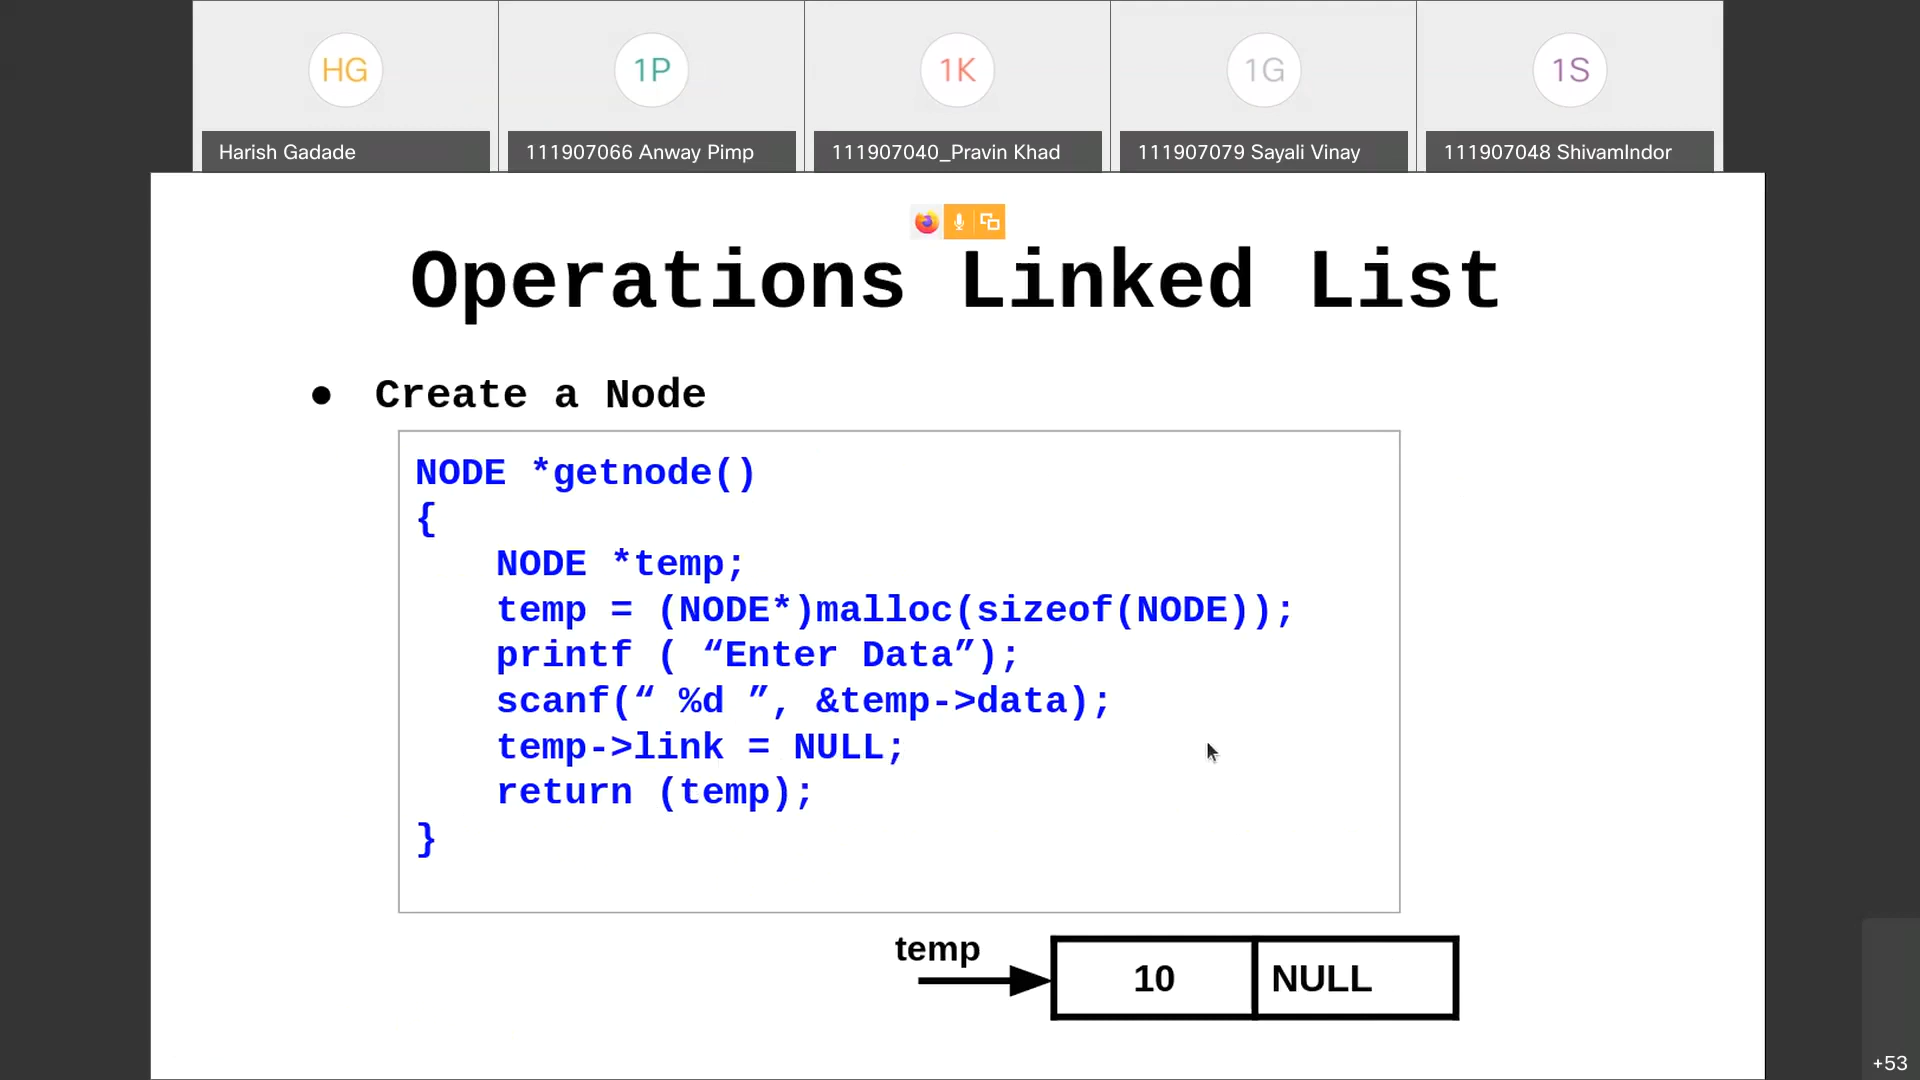 HG
1P
1K
1G
1S
Harish Gadade
111907066 Anway Pimp
111907040_Pravin Khad
111907079 Sayali Vinay
111907048 ShivamIndor
Operations Linked List
● Create a Node
NODE *getnode()
{
NODE *temp;
temp = (NODE*)malloc(sizeof(NODE));
printf ( “Enter Data”);
scanf(“ %d ”, &temp->data);
temp->link = NULL;
return (temp);
}
temp
10
NULL
+53